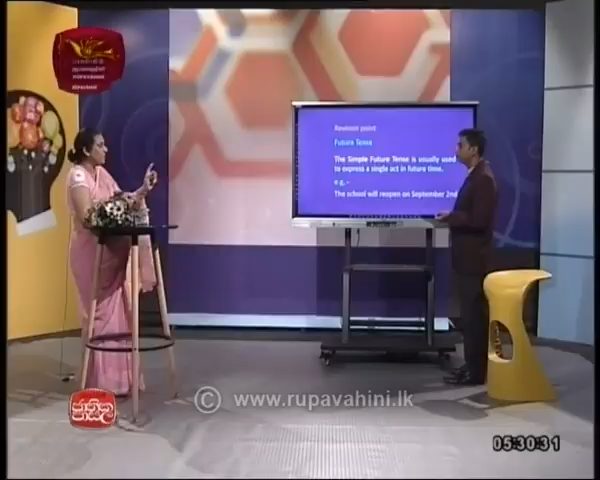 Revision point
Future Tense
The Simple Future Tense is usually used
to express a single act in future time.
e.g.-
The school will reopen on September 2nd
ජාතික
පාසල
© www.rupavahini.lk
05:30:31